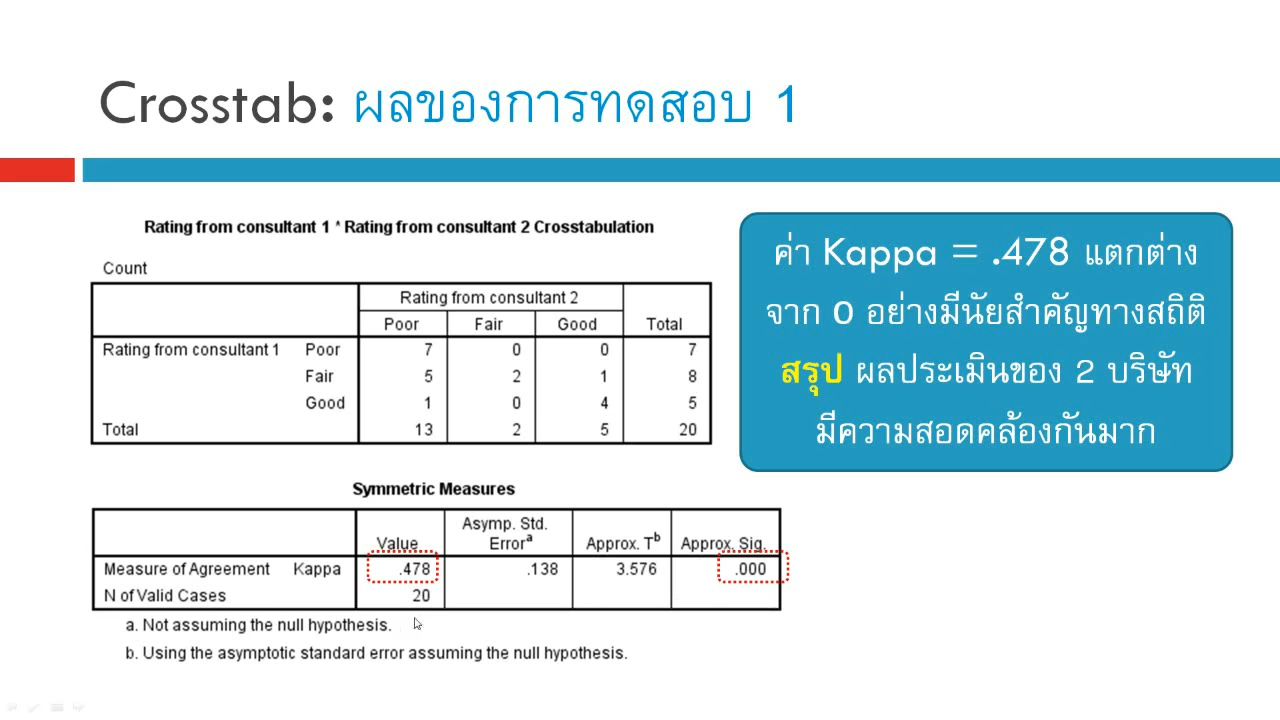 Crosstab: ผลของการทดสอบ 1
Rating from consultant 1 * Rating from consultant 2 Crosstabulation
Count
Rating from consultant 2
Poor Fair Good Total
Rating from consultant 1 Poor 7 0 0 7
Fair 5 2 1 8
Good 1 0 4 5
Total 13 2 5 20
ค่า Kappa = .478 แตกต่าง
จาก 0 อย่างมีนัยสำคัญทางสถิติ
สรุป ผลประเมินของ 2 บริษัท
มีความสอดคล้องกันมาก
Symmetric Measures
Value Asymp. Std. Errorᵃ Approx. Tᵇ Approx. Sig.
Measure of Agreement Kappa .478 .138 3.576 .000
N of Valid Cases 20
a. Not assuming the null hypothesis.
b. Using the asymptotic standard error assuming the null hypothesis.